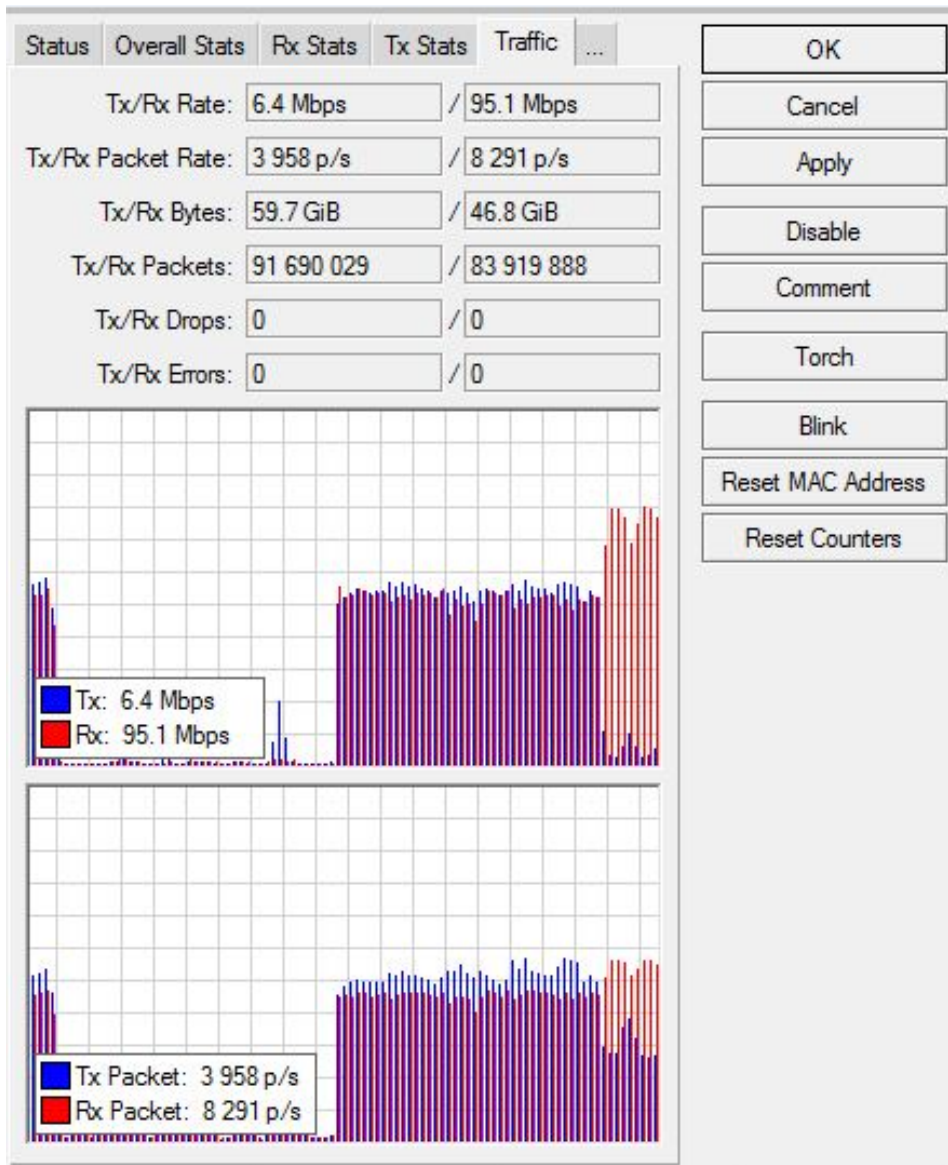 Status Overall Stats Rx Stats Tx Stats Traffic ...
Tx/Rx Rate: 6.4 Mbps / 95.1 Mbps
Tx/Rx Packet Rate: 3 958 p/s / 8 291 p/s
Tx/Rx Bytes: 59.7 GiB / 46.8 GiB
Tx/Rx Packets: 91 690 029 / 83 919 888
Tx/Rx Drops: 0 / 0
Tx/Rx Errors: 0 / 0
Tx: 6.4 Mbps
Rx: 95.1 Mbps
Tx Packet: 3 958 p/s
Rx Packet: 8 291 p/s
OK
Cancel
Apply
Disable
Comment
Torch
Blink
Reset MAC Address
Reset Counters